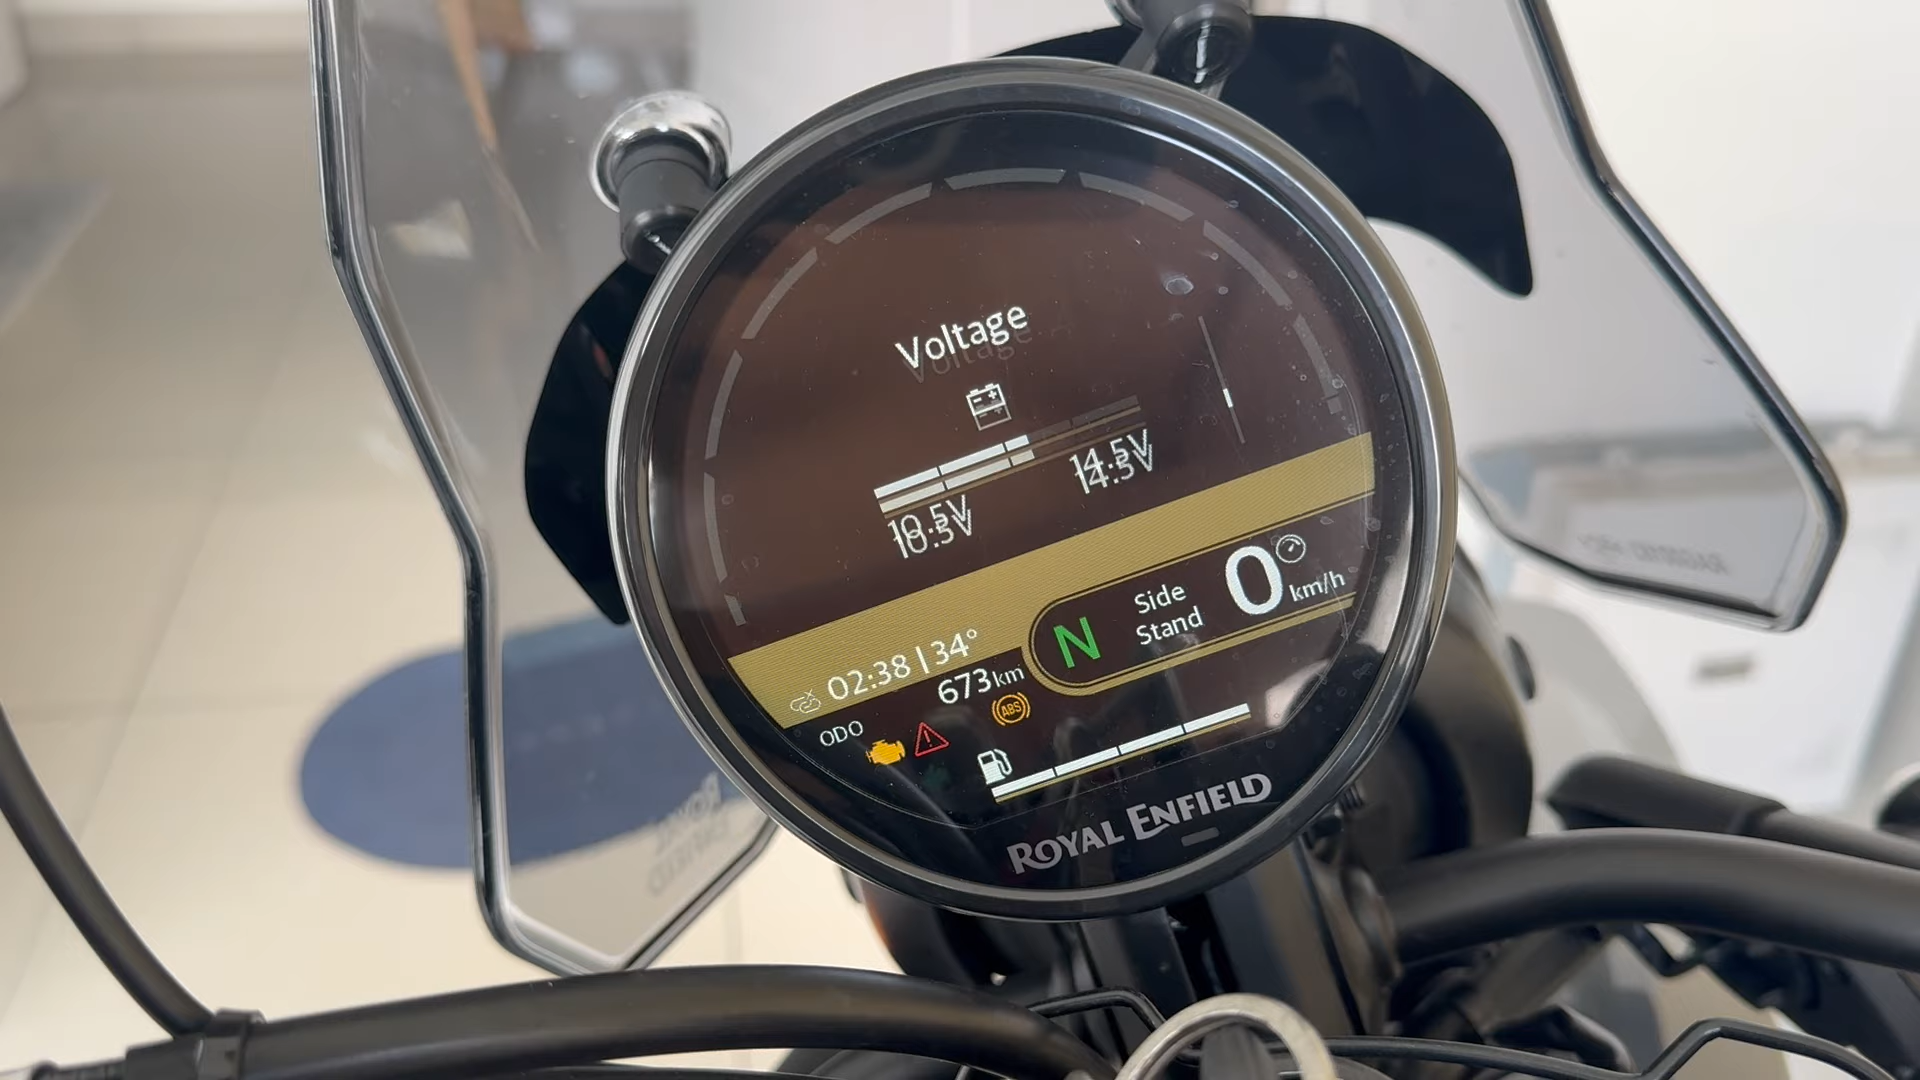 Voltage
14.5V
10.5V
Side
Stand
0
km/h
N
02:38 | 34°
673km
ODO
ABS
ROYAL ENFIELD